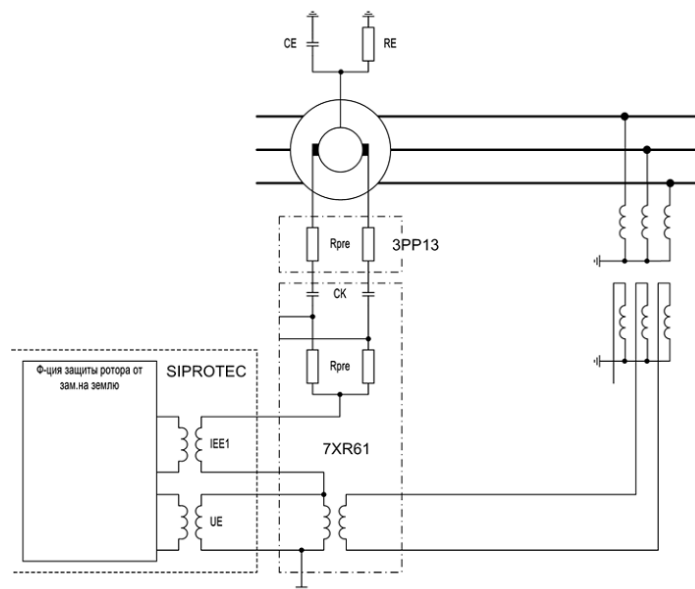 CE
RE
Rpre
3PP13
CK
Rpre
Ф-ция защиты ротора от
зам.на землю
SIPROTEC
IEE1
7XR61
UE